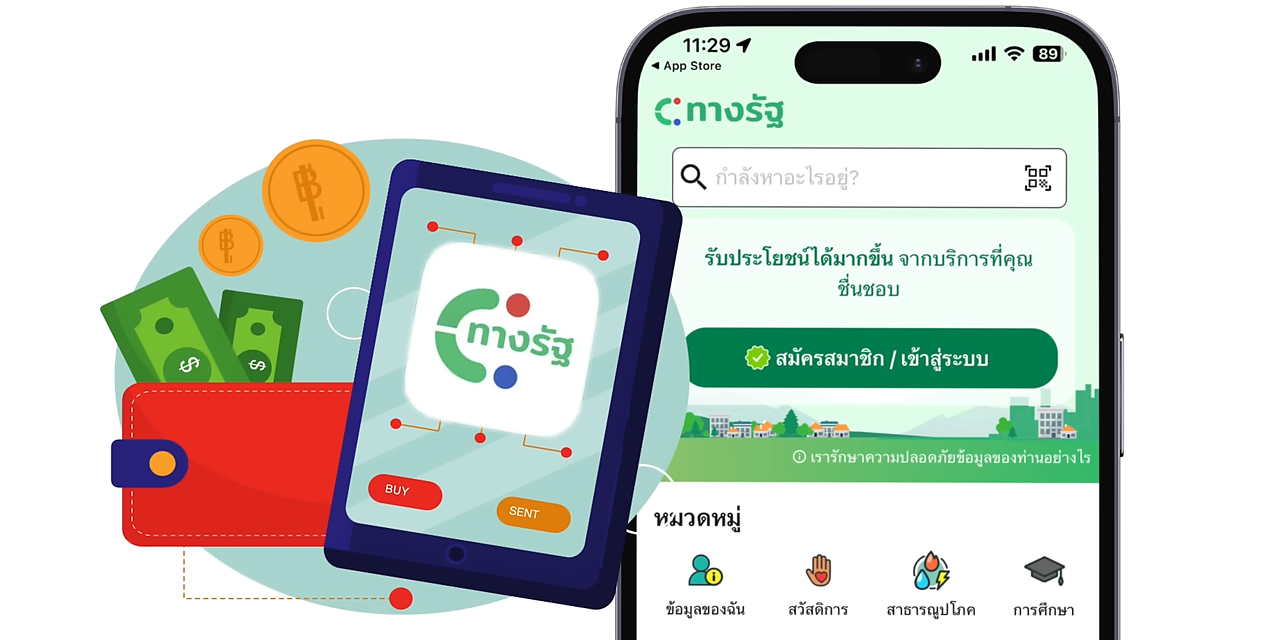 11:29
89
◀ App Store
ทางรัฐ
กำลังหาอะไรอยู่?
รับประโยชน์ได้มากขึ้น จากบริการที่คุณ
ชื่นชอบ
สมัครสมาชิก / เข้าสู่ระบบ
เรารักษาความปลอดภัยข้อมูลของท่านอย่างไร
หมวดหมู่
ข้อมูลของฉัน
สวัสดิการ
สาธารณูปโภค
การศึกษา
ทางรัฐ
BUY
SENT